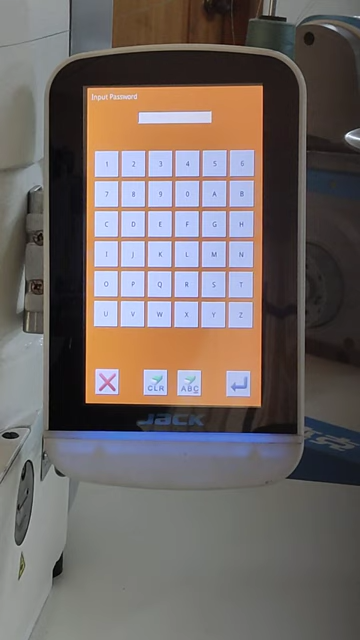 Input Password
1 2 3 4 5 6
7 8 9 0 A B
C D E F G H
I J K L M N
O P Q R S T
U V W X Y Z
CLR ABC
JACK